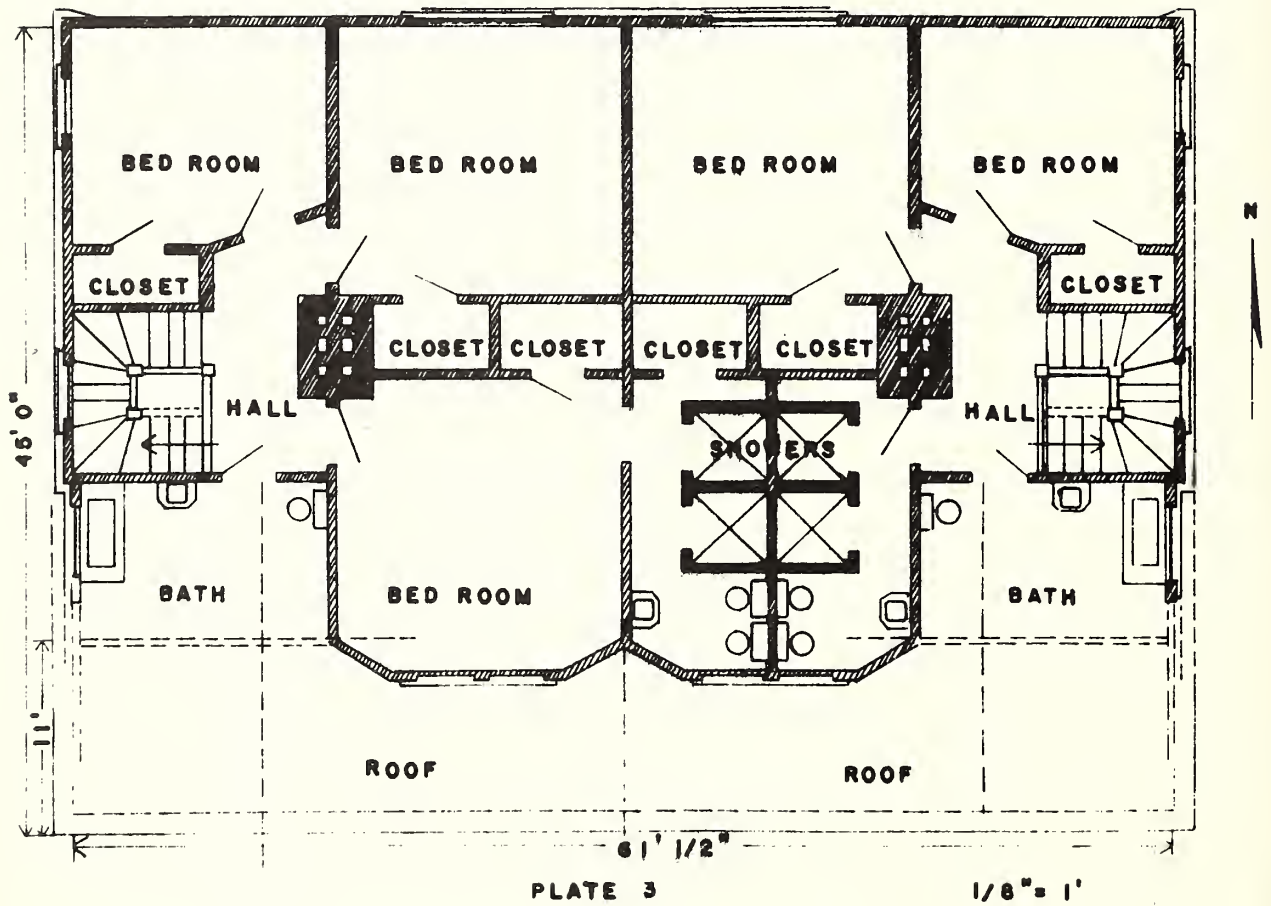 BED ROOM BED ROOM BED ROOM BED ROOM
N
CLOSET CLOSET
CLOSET CLOSET CLOSET CLOSET
HALL HALL
45' 0"
SHOWERS
BATH BED ROOM BATH
11'
ROOF ROOF
61' 1/2"
PLATE 3 1/8"= 1'